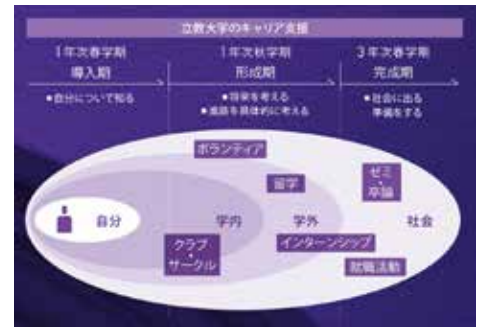 立教大学のキャリア支援
1年次春学期
導入期
●自分について知る
1年次秋学期
形成期
●将来を考える
●進路を具体的に考える
3年次春学期
完成期
●社会に出る
準備をする
ボランティア
留学
ゼミ
・
卒論
自分
学内
学外
社会
クラブ
・
サークル
インターンシップ
就職活動